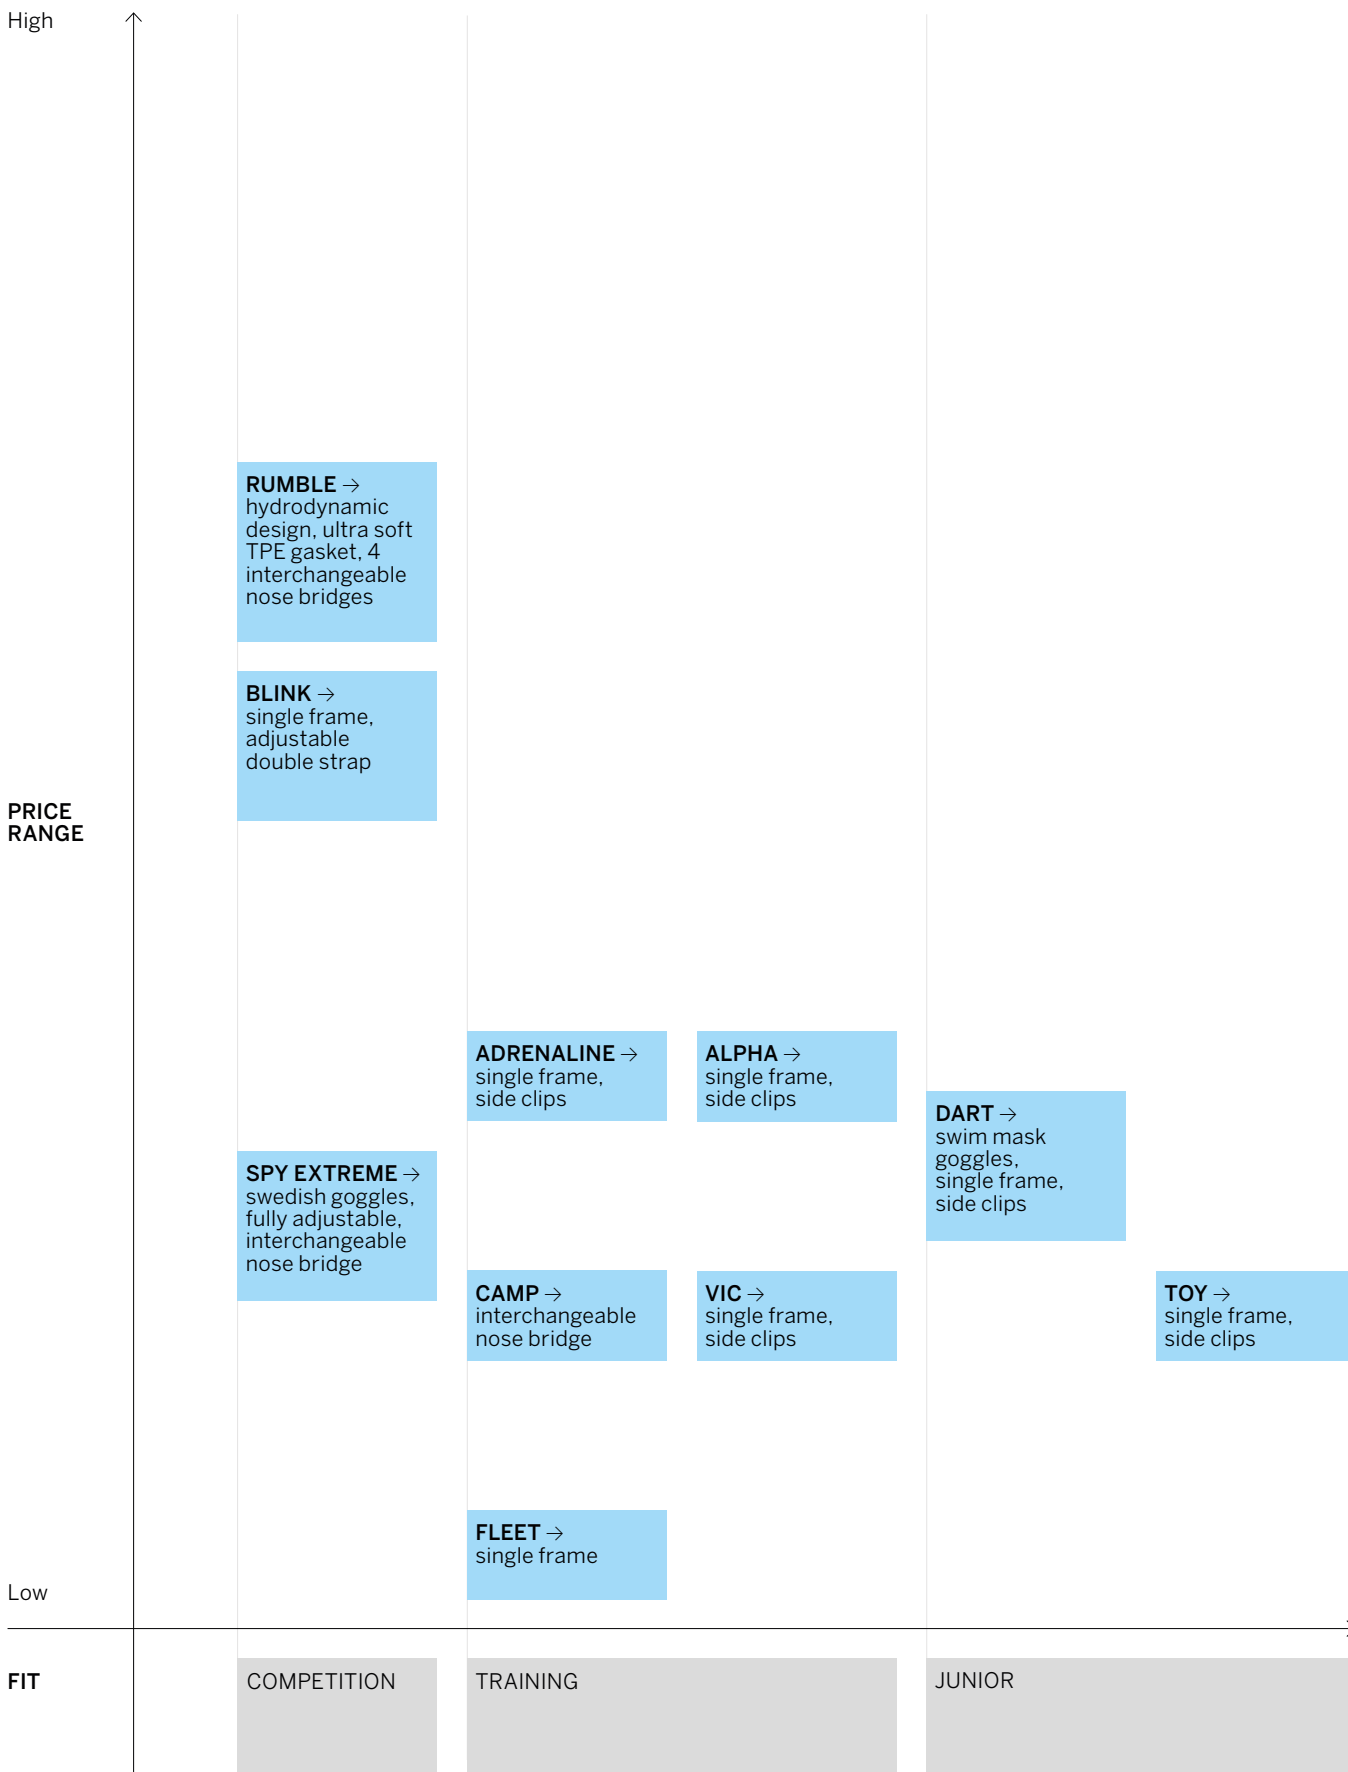 High
RUMBLE →
hydrodynamic
design, ultra soft
TPE gasket, 4
interchangeable
nose bridges
BLINK →
single frame,
adjustable
double strap
PRICE
RANGE
ADRENALINE →
single frame,
side clips
ALPHA →
single frame,
side clips
DART →
swim mask
goggles,
single frame,
side clips
SPY EXTREME →
swedish goggles,
fully adjustable,
interchangeable
nose bridge
CAMP →
interchangeable
nose bridge
VIC →
single frame,
side clips
TOY →
single frame,
side clips
FLEET →
single frame
Low
FIT
COMPETITION
TRAINING
JUNIOR